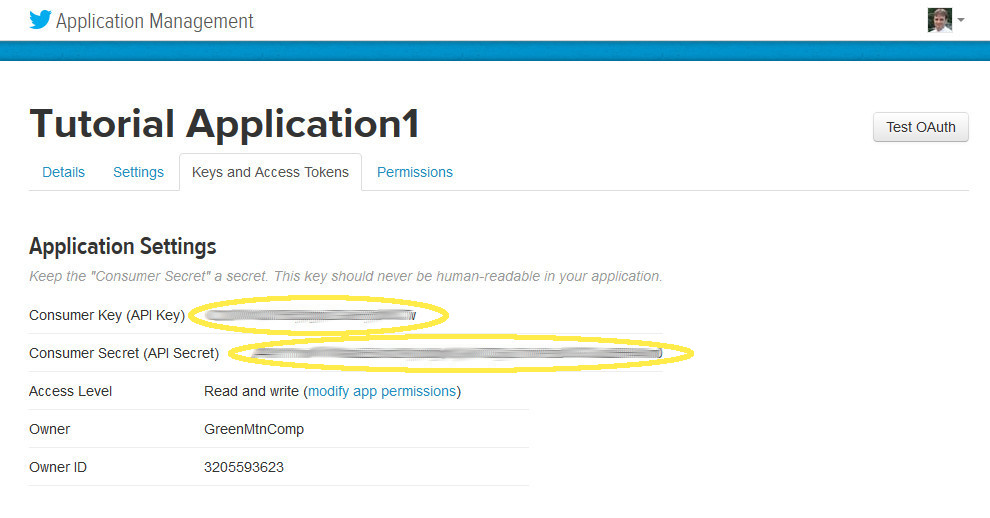 Application Management
Tutorial Application1
Test OAuth
Details Settings Keys and Access Tokens Permissions
Application Settings
Keep the "Consumer Secret" a secret. This key should never be human-readable in your application.
Consumer Key (API Key)
Consumer Secret (API Secret)
Access Level Read and write (modify app permissions)
Owner GreenMtnComp
Owner ID 3205593623